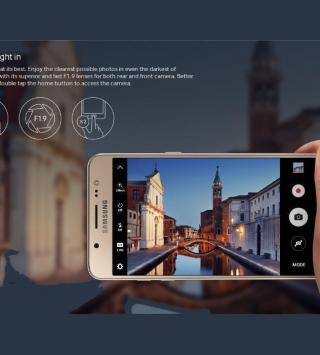 ght in
at its best. Enjoy the clearest possible photos in even the darkest of
with its superior and fast F1.9 lenses for both rear and front camera. Better
double tap the home button to access the camera.
F1.9
×2
SAMSUNG
MODE